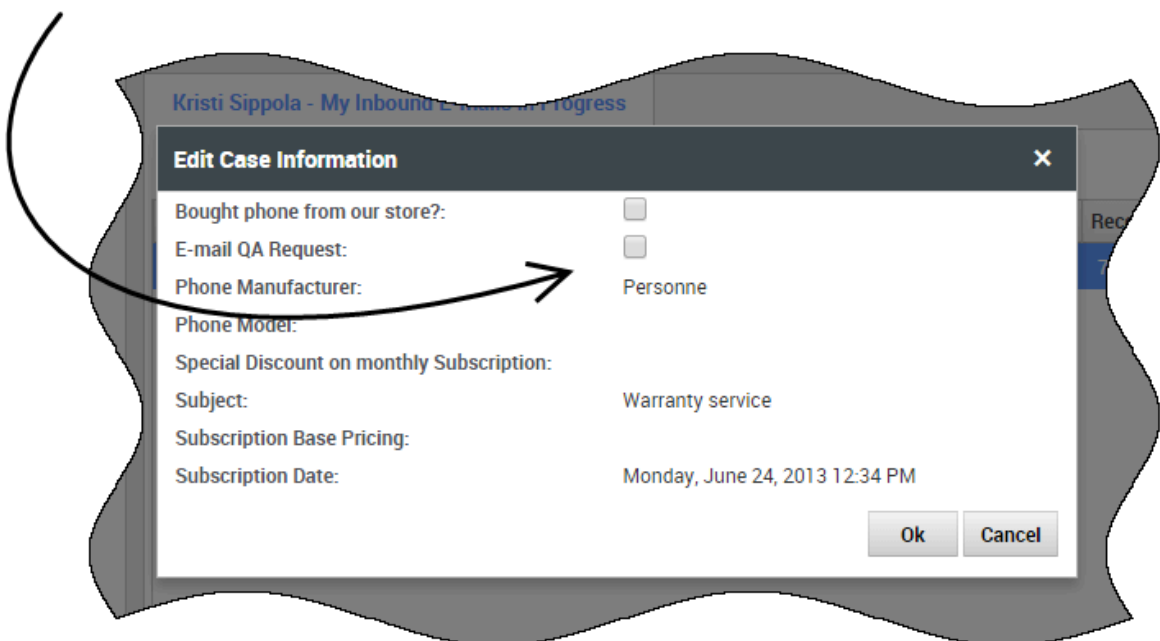 Kristi Sippola - My Inbound E-mails in Progress
Edit Case Information
Bought phone from our store?:
E-mail QA Request:
Phone Manufacturer: Personne
Phone Model:
Special Discount on monthly Subscription:
Subject: Warranty service
Subscription Base Pricing:
Subscription Date: Monday, June 24, 2013 12:34 PM
Ok Cancel